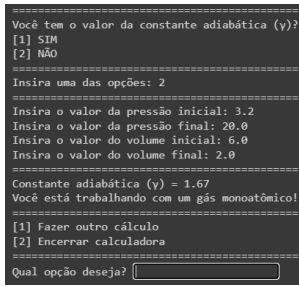 ==========================================
Você tem o valor da constante adiabática (γ)?
[1] SIM
[2] NÃO
==========================================
Insira uma das opções: 2
==========================================
Insira o valor da pressão inicial: 3.2
Insira o valor da pressão final: 20.0
Insira o valor do volume inicial: 6.0
Insira o valor do volume final: 2.0
==========================================
Constante adiabática (γ) = 1.67
Você está trabalhando com um gás monoatômico!
==========================================
[1] Fazer outro cálculo
[2] Encerrar calculadora
==========================================
Qual opção deseja?